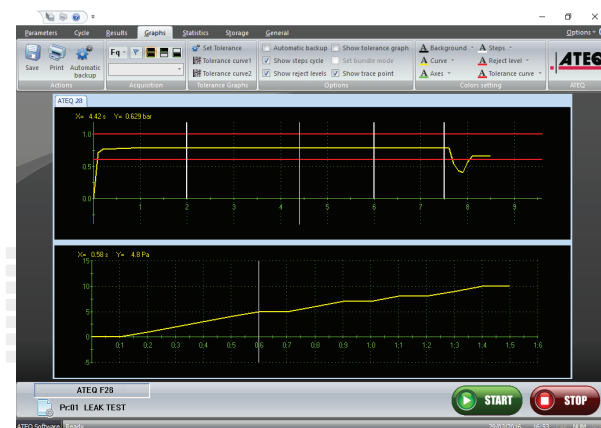 Parameters Cycle Results Graphs Statistics Storage General Options
Save Print Automatic backup
Fq
Set Tolerance
Tolerance curve1
Tolerance curve2
Automatic backup Show tolerance graph
Show steps cycle Set bundle mode
Show reject levels Show trace point
A Background A Steps
A Curve A Reject level
A Axes A Tolerance curve
ATEQ
Actions Acquisition Tolerance Graphs Options Colors setting ATEQ
ATEQ J8
X= 4.42 s Y= 0.629 bar
1.0
0.5
0.0
1 2 3 4 5 6 7 8 9
X= 0.58 s Y= 4.8 Pa
15
10
5
0
0.1 0.2 0.3 0.4 0.5 0.6 0.7 0.8 0.9 1.0 1.1 1.2 1.3 1.4 1.5 1.6
-5
ATEQ F28
Pr:01 LEAK TEST
START STOP
ATEQ Software Ready 29/03/2016 16:53 NUM